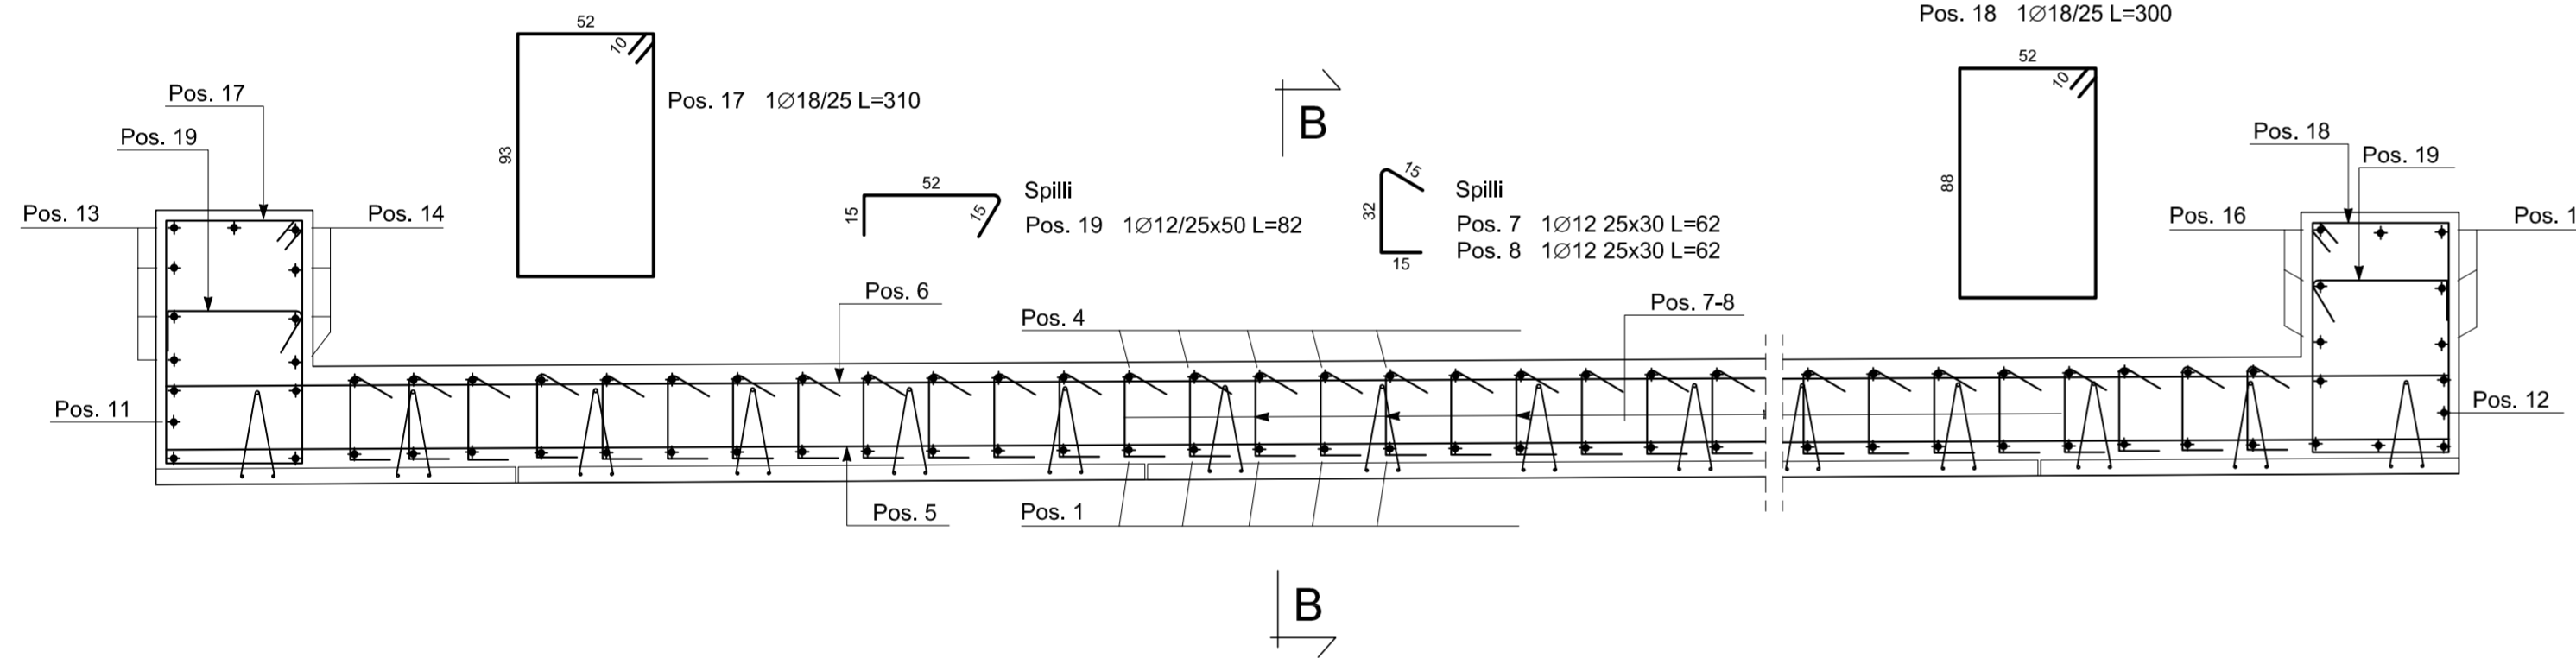 52
10
93
Pos. 17 1∅18/25 L=310
Pos. 18 1∅18/25 L=300
52
10
88
Pos. 17
Pos. 19
Pos. 13
Pos. 14
Pos. 11
52
15
15
Spilli
Pos. 19 1∅12/25x50 L=82
B
15
32
15
Spilli
Pos. 7 1∅12 25x30 L=62
Pos. 8 1∅12 25x30 L=62
Pos. 18
Pos. 19
Pos. 16
Pos. 1
Pos. 6
Pos. 4
Pos. 7-8
Pos. 12
Pos. 5
Pos. 1
B